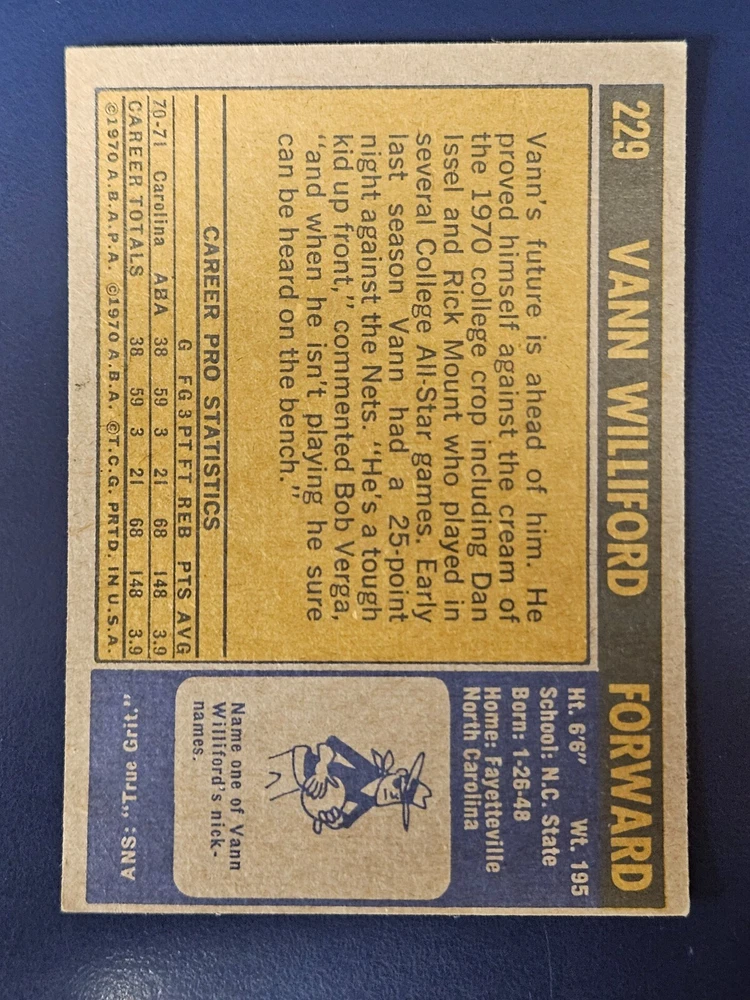 229 VANN WILLIFORD FORWARD
Vann's future is ahead of him. He
proved himself against the cream of
the 1970 college crop including Dan
Issel and Rick Mount who played in
several College All-Star games. Early
last season Vann had a 25-point
night against the Nets. "He's a tough
kid up front," commented Bob Verga,
"and when he isn't playing he sure
can be heard on the bench."
CAREER PRO STATISTICS
G FG 3PT FT REB PTS AVG
70-71 Carolina ABA 38 59 3 21 68 148 3.9
CAREER TOTALS 38 59 3 21 68 148 3.9
©1970 A.B.A.P.A. ©1970 A.B.A. ©T.C.G. PRTD. IN U.S.A.
Ht. 6'6" Wt. 195
School: N.C. State
Born: 1-26-48
Home: Fayetteville
North Carolina
Name one of Vann
Williford's nick-
names.
ANS: "True Grit."